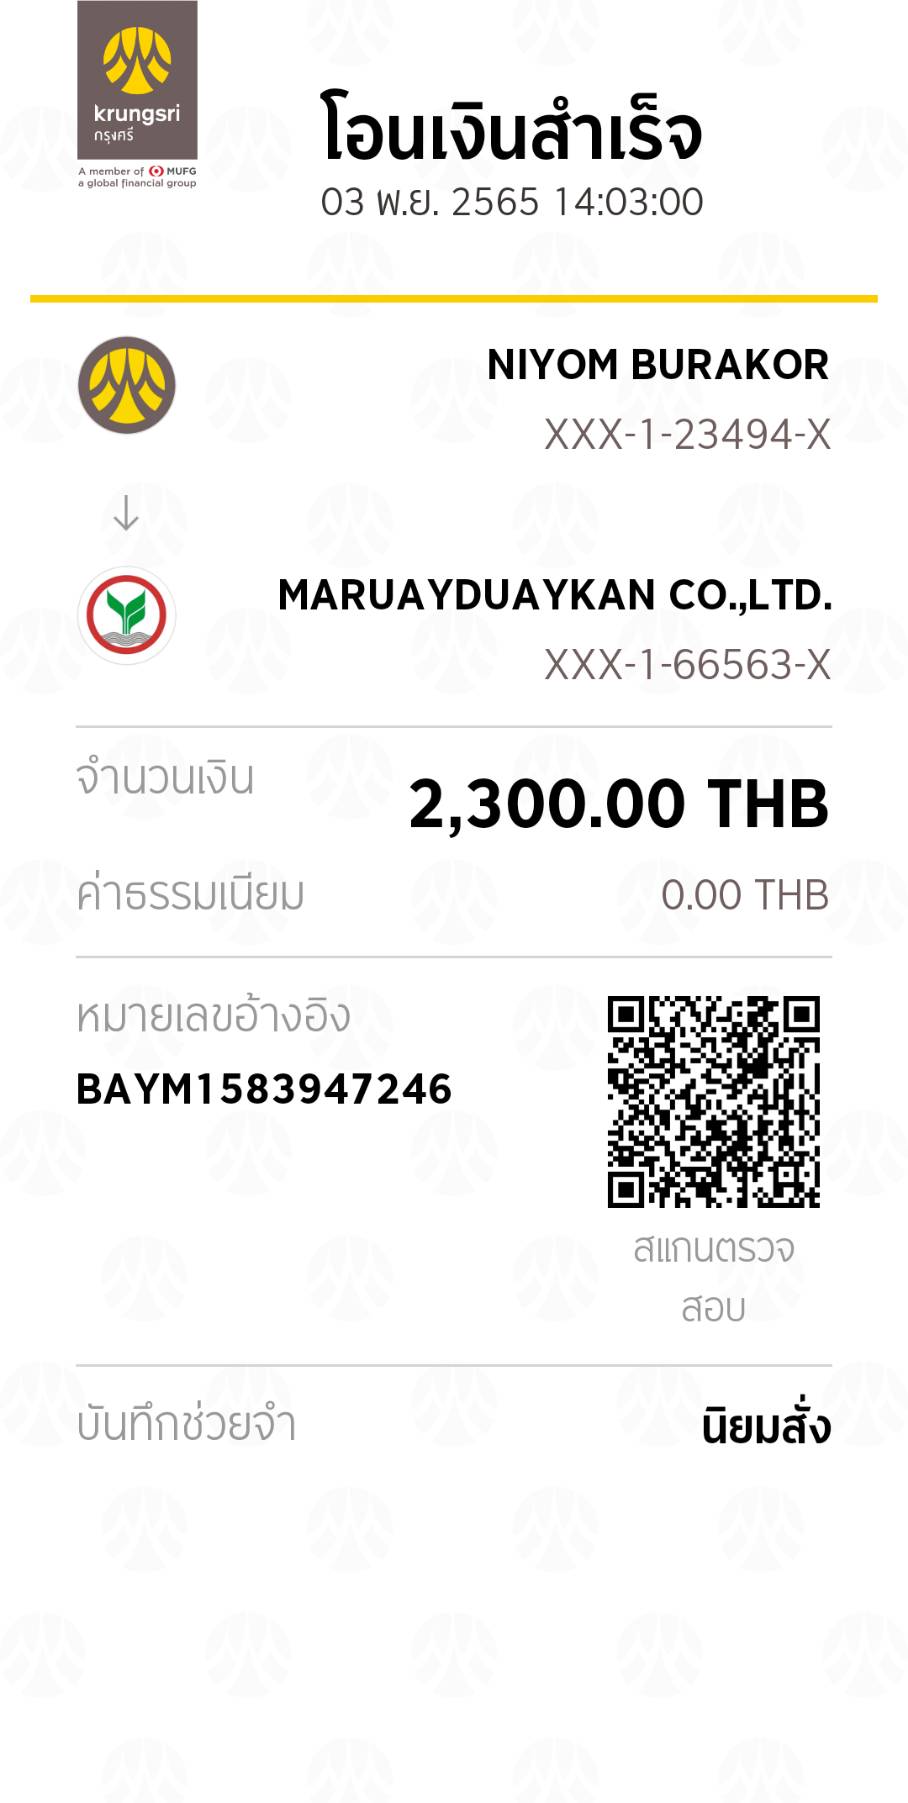 krungsri
กรุงศรี
A member of MUFG
a global financial group
โอนเงินสำเร็จ
03 พ.ย. 2565 14:03:00
NIYOM BURAKOR
XXX-1-23494-X
MARUAYDUAYKAN CO.,LTD.
XXX-1-66563-X
จำนวนเงิน 2,300.00 THB
ค่าธรรมเนียม 0.00 THB
หมายเลขอ้างอิง
BAYM1583947246
สแกนตรวจ
สอบ
บันทึกช่วยจำ นิยมสั่ง